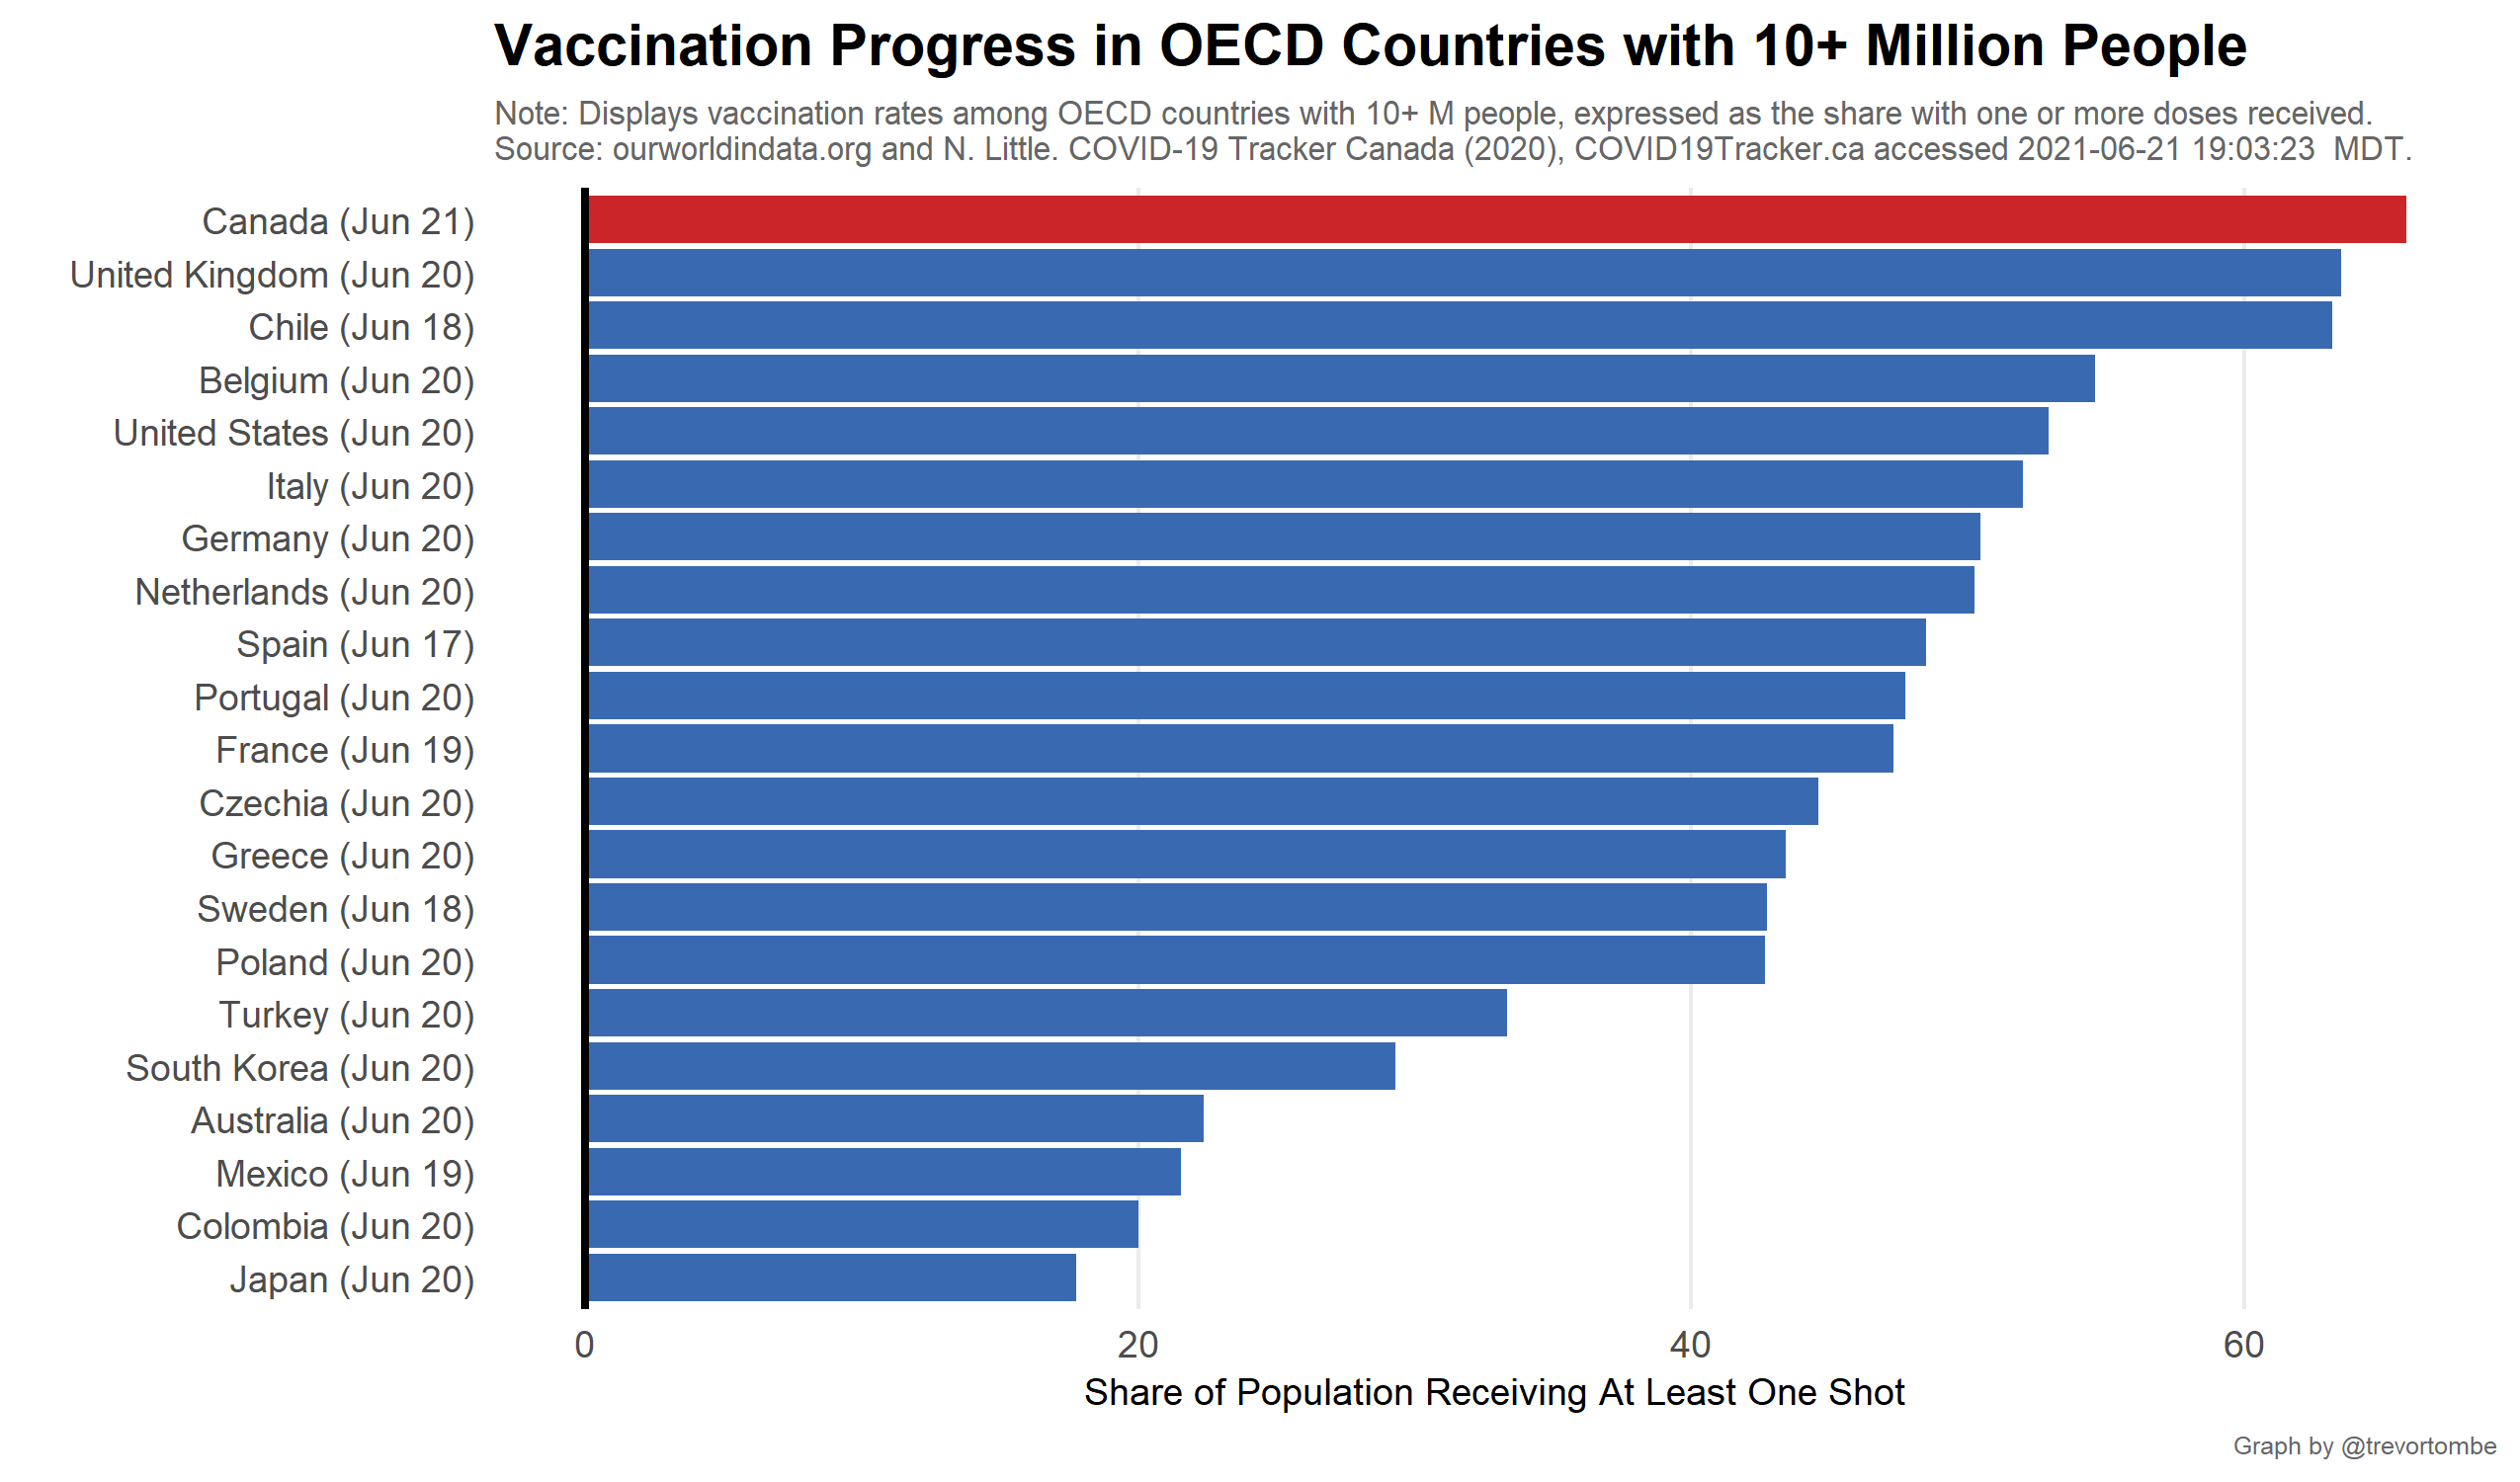 Vaccination Progress in OECD Countries with 10+ Million People
Note: Displays vaccination rates among OECD countries with 10+ M people, expressed as the share with one or more doses received.
Source: ourworldindata.org and N. Little. COVID-19 Tracker Canada (2020), COVID19Tracker.ca accessed 2021-06-21 19:03:23  MDT.
Canada (Jun 21)
United Kingdom (Jun 20)
Chile (Jun 18)
Belgium (Jun 20)
United States (Jun 20)
Italy (Jun 20)
Germany (Jun 20)
Netherlands (Jun 20)
Spain (Jun 17)
Portugal (Jun 20)
France (Jun 19)
Czechia (Jun 20)
Greece (Jun 20)
Sweden (Jun 18)
Poland (Jun 20)
Turkey (Jun 20)
South Korea (Jun 20)
Australia (Jun 20)
Mexico (Jun 19)
Colombia (Jun 20)
Japan (Jun 20)
0 20 40 60
Share of Population Receiving At Least One Shot
Graph by @trevortombe